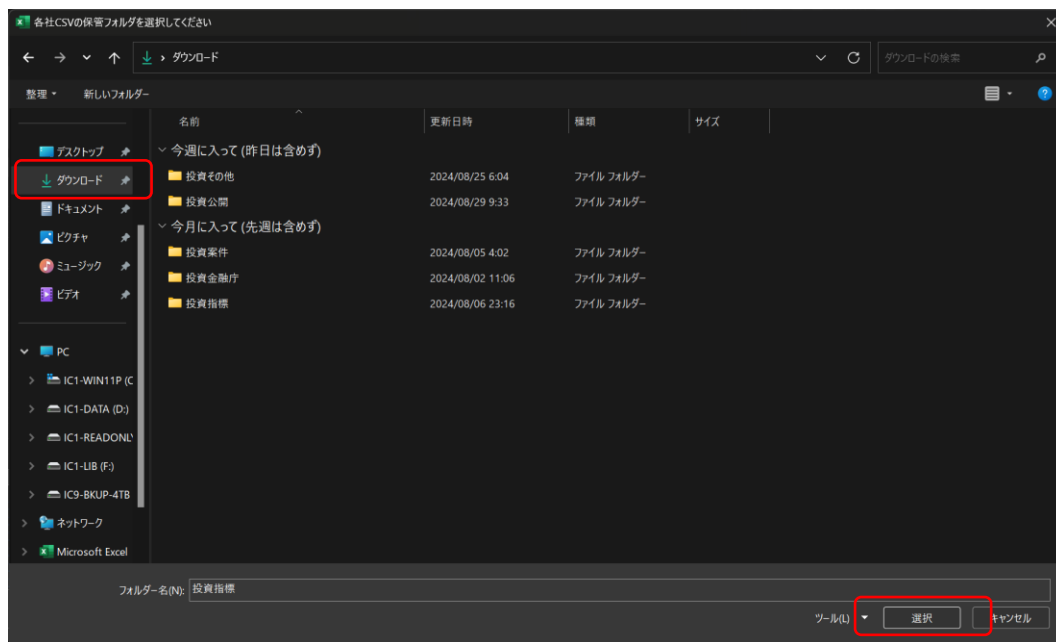 各社CSVの保管フォルダを選択してください
ダウンロード
ダウンロードの検索
整理
新しいフォルダー
名前
更新日時
種類
サイズ
デスクトップ
ダウンロード
ドキュメント
ピクチャ
ミュージック
ビデオ
PC
IC1-WIN11P (C
IC1-DATA (D:)
IC1-READONLY
IC1-LIB (F:)
IC9-BKUP-4TB
ネットワーク
Microsoft Excel
今週に入って (昨日は含めず)
投資その他 2024/08/25 6:04 ファイル フォルダー
投資公開 2024/08/29 9:33 ファイル フォルダー
今月に入って (先週は含めず)
投資案件 2024/08/05 4:02 ファイル フォルダー
投資金融庁 2024/08/02 11:06 ファイル フォルダー
投資指標 2024/08/06 23:16 ファイル フォルダー
フォルダー名(N): 投資指標
ツール(L)
選択
キャンセル